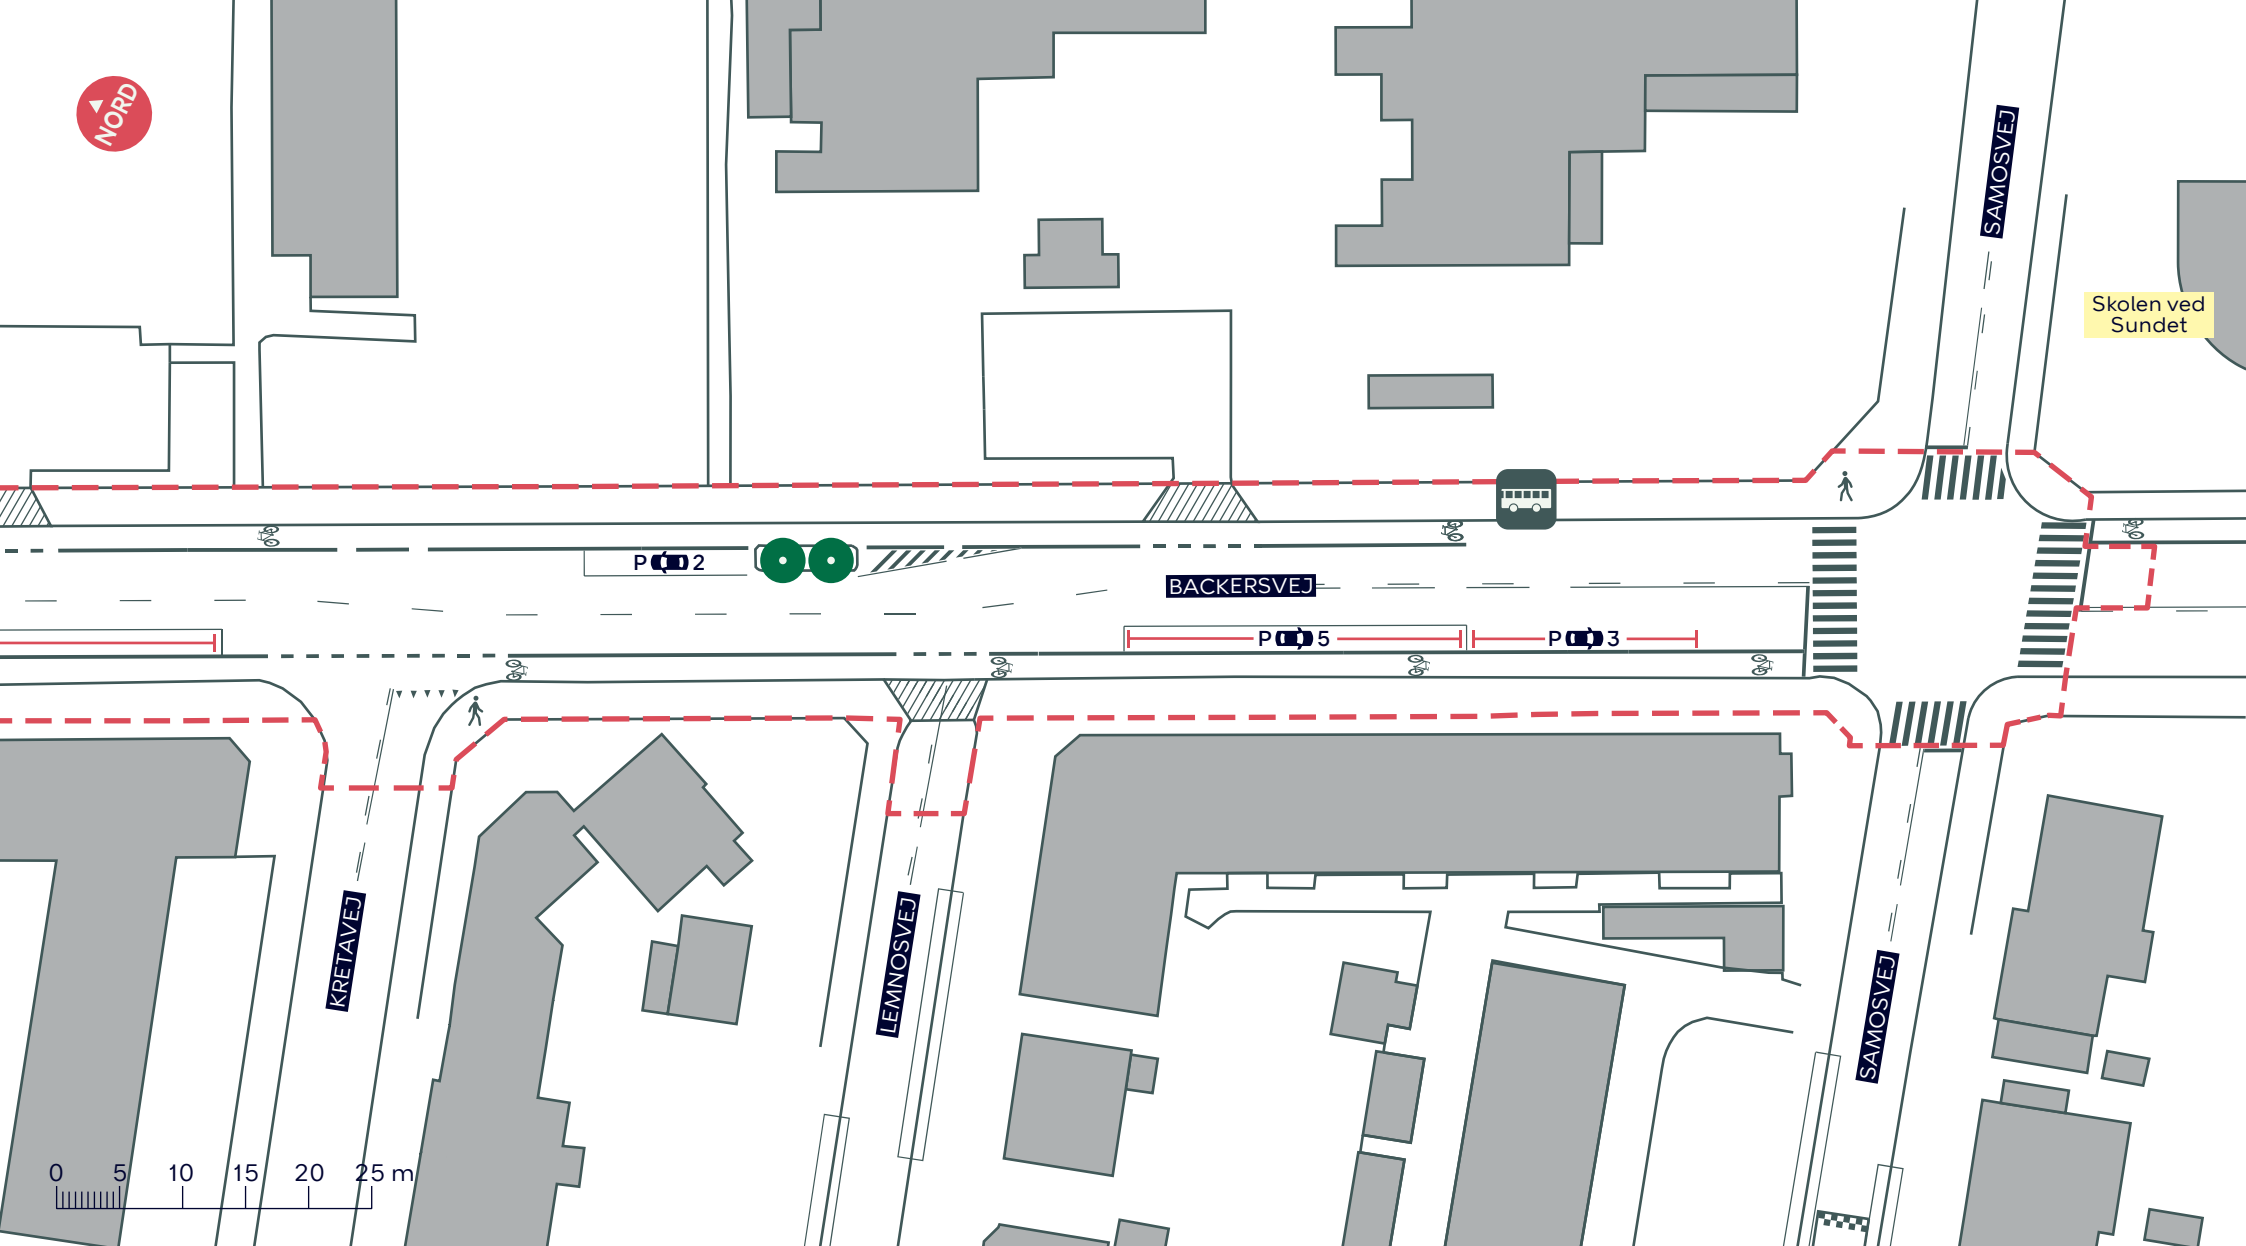 NORD
SAMOSVEJ
Skolen ved
Sundet
P 2
BACKERSVEJ
P 5
P 3
KRETAVEJ
LEMNOSVEJ
SAMOSVEJ
0 5 10 15 20 25 m